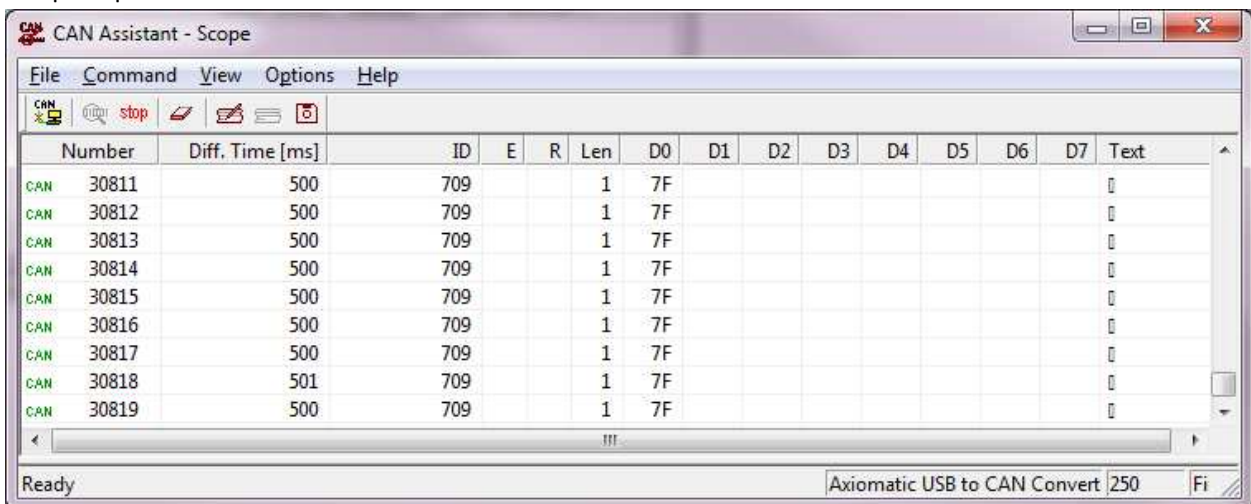 CAN Assistant - Scope
File Command View Options Help
CAN stop
Number Diff. Time [ms] ID E R Len D0 D1 D2 D3 D4 D5 D6 D7 Text
CAN 30811 500 709 1 7F
CAN 30812 500 709 1 7F
CAN 30813 500 709 1 7F
CAN 30814 500 709 1 7F
CAN 30815 500 709 1 7F
CAN 30816 500 709 1 7F
CAN 30817 500 709 1 7F
CAN 30818 501 709 1 7F
CAN 30819 500 709 1 7F
Ready Axiomatic USB to CAN Convert 250 Fi